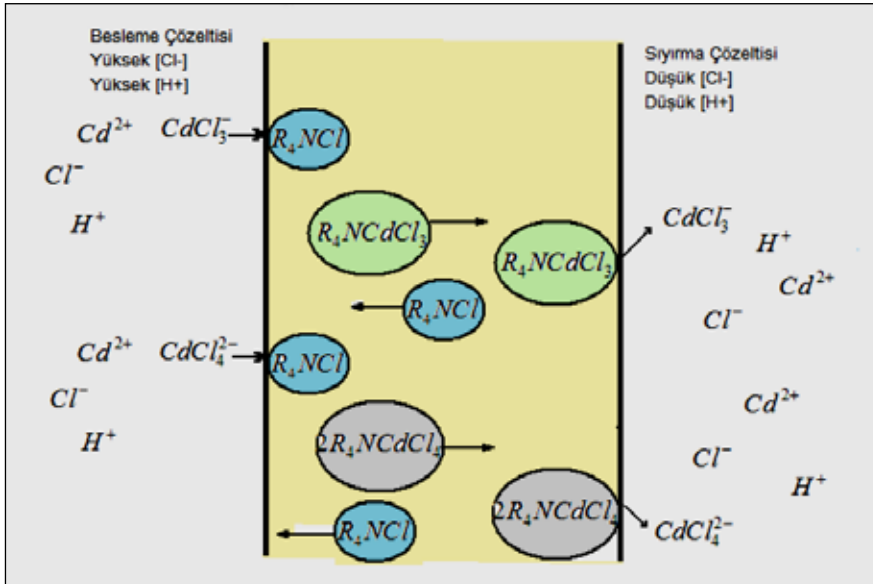 Besleme Çözeltisi
Yüksek [Cl-]
Yüksek [H+]
Cd²⁺ CdCl₃⁻
Cl⁻
H⁺
Cd²⁺ CdCl₄²⁻
Cl⁻
H⁺
R₄NCl
R₄NCdCl₃
R₄NCdCl₃
R₄NCl
R₄NCl
2R₄NCdCl₄
2R₄NCdCl₄
R₄NCl
Sıyırma Çözeltisi
Düşük [Cl-]
Düşük [H+]
CdCl₃⁻
H⁺
Cd²⁺
Cl⁻
Cd²⁺
Cl⁻
H⁺
CdCl₄²⁻